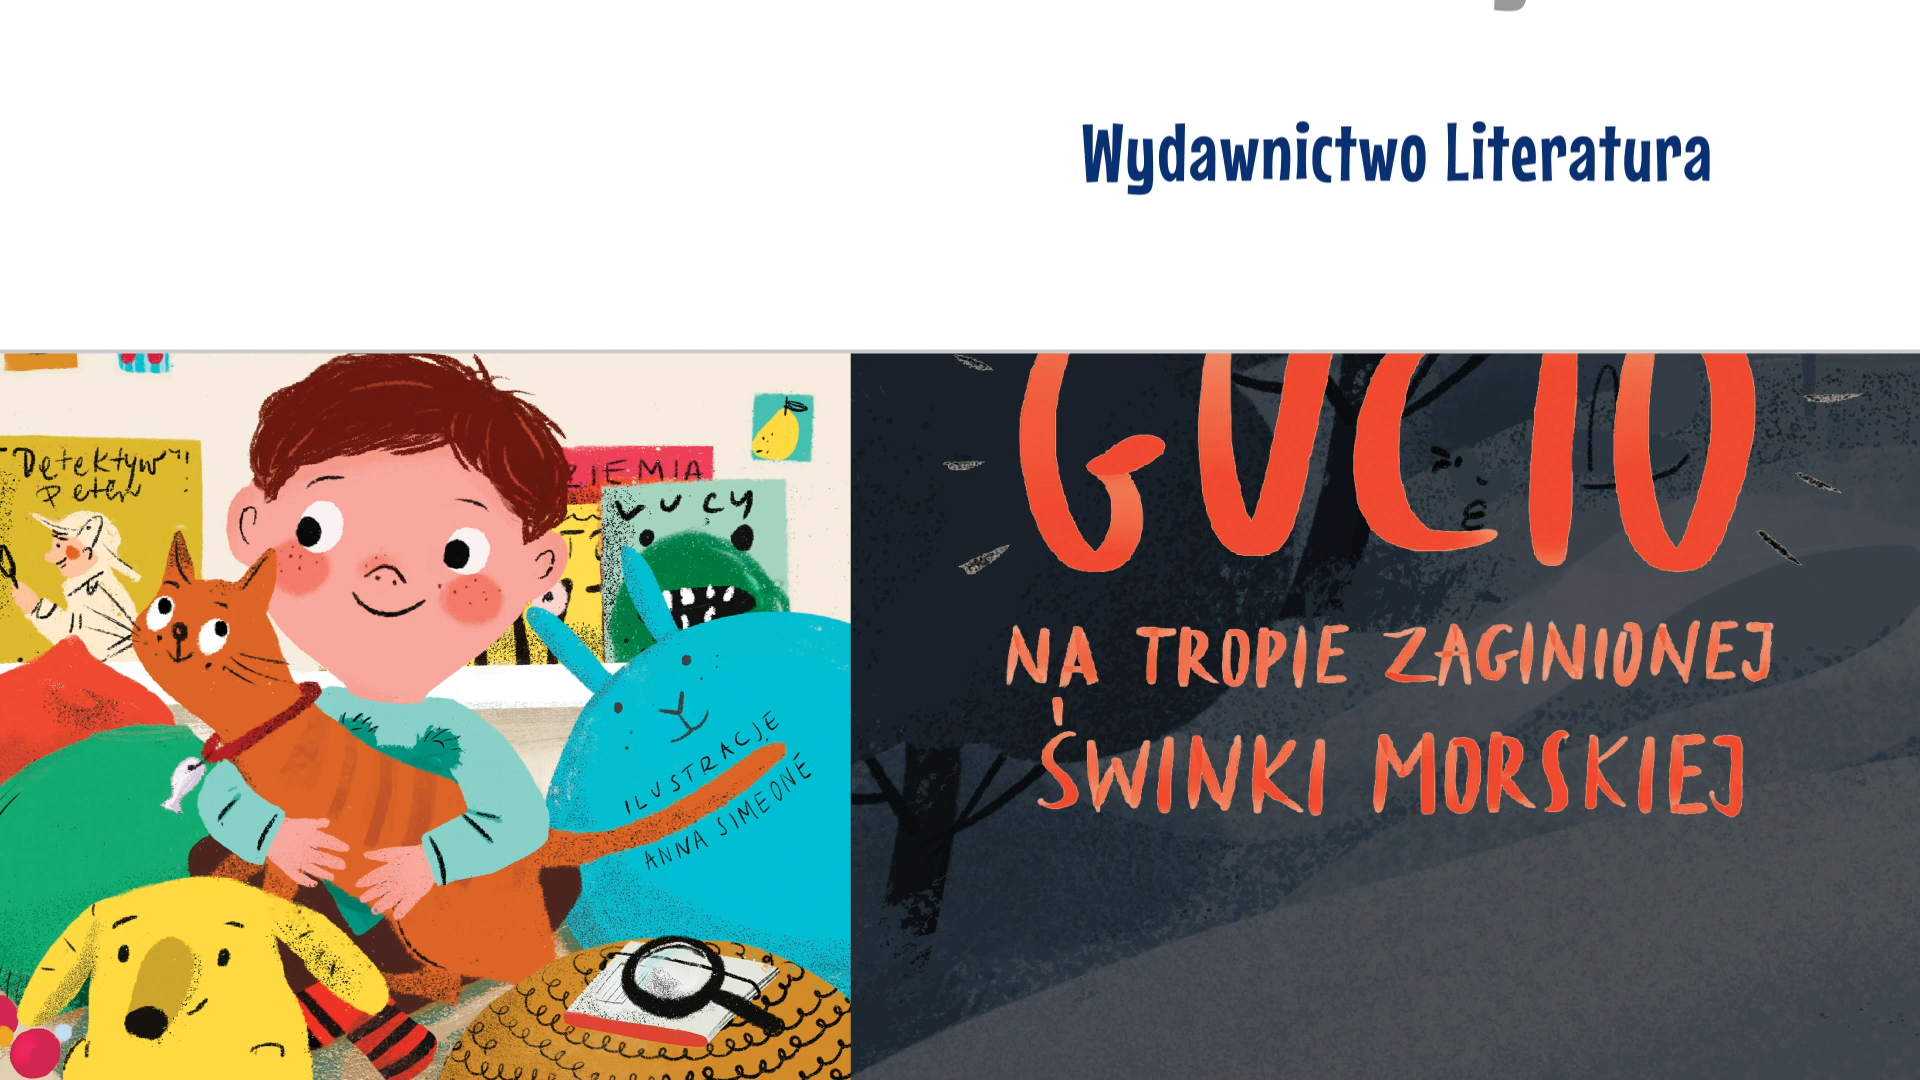 Wydawnictwo Literatura
"Detektyw"!
Peter
ZIEMIA
LUCY
ILUSTRACJE
ANNA SIMEONE
GUCIO
NA TROPIE ZAGINIONEJ
ŚWINKI MORSKIEJ